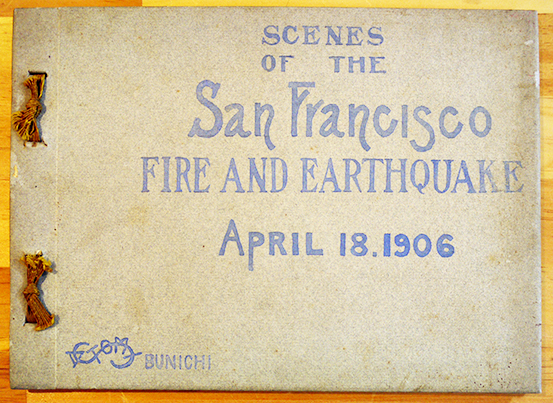 SCENES
OF THE
San Francisco
FIRE AND EARTHQUAKE
APRIL 18.1906
BUNICHI